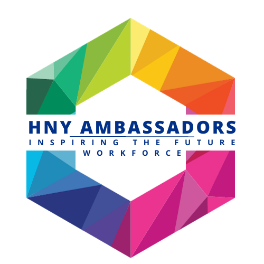 HNY AMBASSADORS
INSPIRING THE FUTURE
WORKFORCE